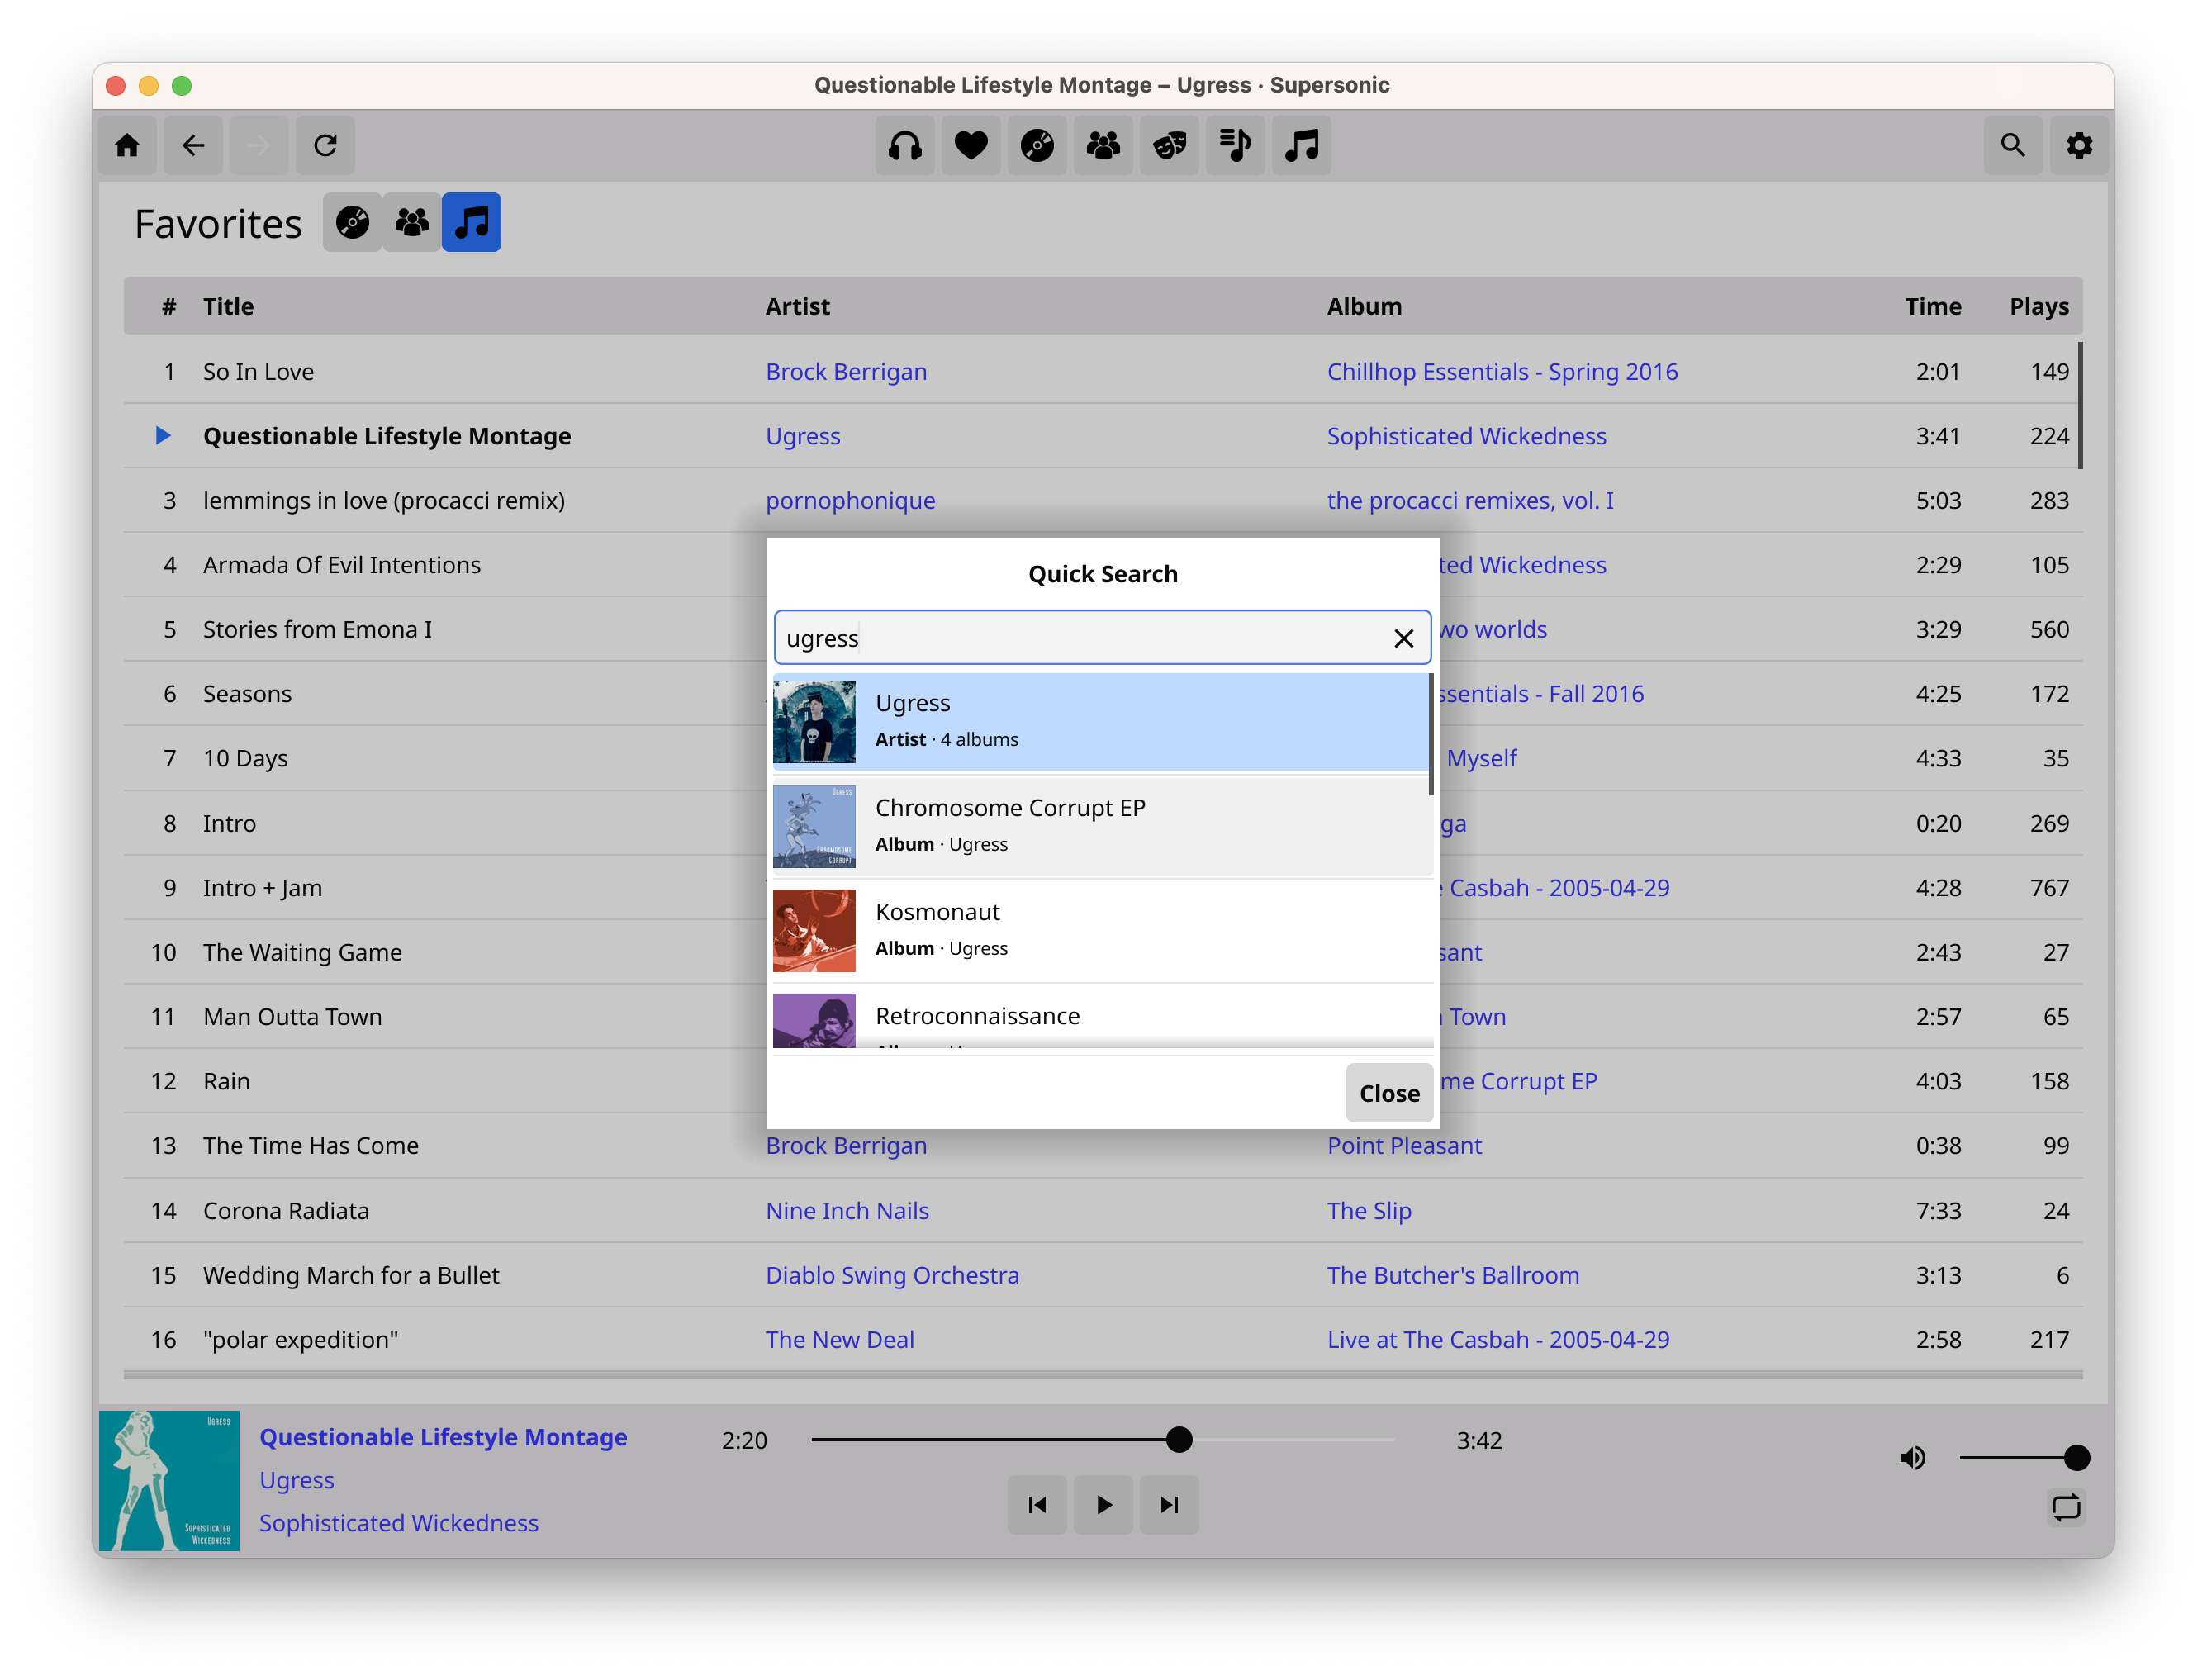 Questionable Lifestyle Montage – Ugress · Supersonic
Favorites
# Title Artist Album Time Plays
1 So In Love Brock Berrigan Chillhop Essentials - Spring 2016 2:01 149
Questionable Lifestyle Montage Ugress Sophisticated Wickedness 3:41 224
3 lemmings in love (procacci remix) pornophonique the procacci remixes, vol. I 5:03 283
4 Armada Of Evil Intentions Wickedness 2:29 105
5 Stories from Emona I worlds 3:29 560
6 Seasons - Fall 2016 4:25 172
7 10 Days Myself 4:33 35
8 Intro 0:20 269
9 Intro + Jam Casbah - 2005-04-29 4:28 767
10 The Waiting Game 2:43 27
11 Man Outta Town Town 2:57 65
12 Rain Corrupt EP 4:03 158
13 The Time Has Come Brock Berrigan Point Pleasant 0:38 99
14 Corona Radiata Nine Inch Nails The Slip 7:33 24
15 Wedding March for a Bullet Diablo Swing Orchestra The Butcher's Ballroom 3:13 6
16 "polar expedition" The New Deal Live at The Casbah - 2005-04-29 2:58 217
Quick Search
ugress
Ugress
Artist · 4 albums
UGRESS
CHROMOSOME
CORRUPT
Chromosome Corrupt EP
Album · Ugress
Kosmonaut
Album · Ugress
Retroconnaissance
Close
UGRESS
SOPHISTICATED
WICKEDNESS
Questionable Lifestyle Montage
Ugress
Sophisticated Wickedness
2:20 3:42